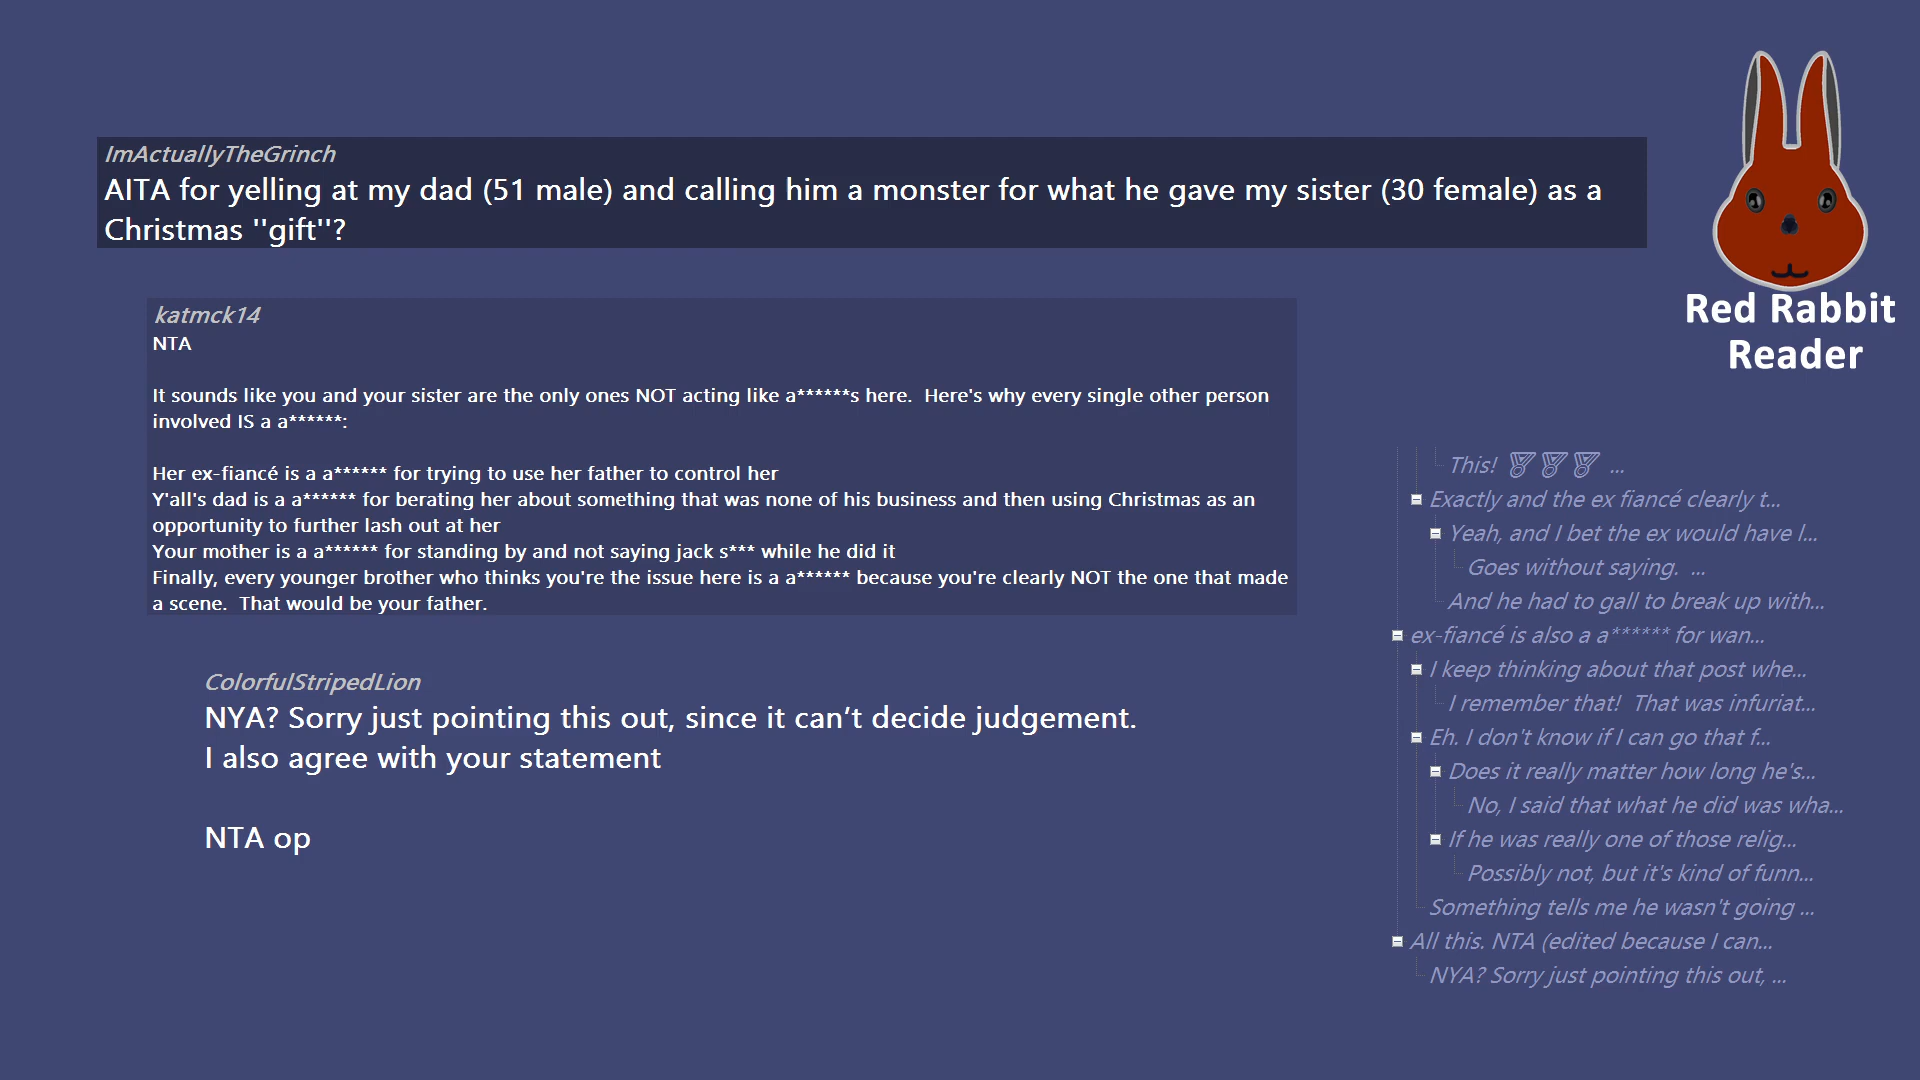 ImActuallyTheGrinch
AITA for yelling at my dad (51 male) and calling him a monster for what he gave my sister (30 female) as a
Christmas ''gift''?
katmck14
NTA
It sounds like you and your sister are the only ones NOT acting like a******s here.  Here's why every single other person
involved IS a a******:
Her ex-fiancé is a a****** for trying to use her father to control her
Y'all's dad is a a****** for berating her about something that was none of his business and then using Christmas as an
opportunity to further lash out at her
Your mother is a a****** for standing by and not saying jack s*** while he did it
Finally, every younger brother who thinks you're the issue here is a a****** because you're clearly NOT the one that made
a scene.  That would be your father.
ColorfulStripedLion
NYA? Sorry just pointing this out, since it can’t decide judgement.
I also agree with your statement
NTA op
Red Rabbit
Reader
This! 🏅🏅🏅 ...
Exactly and the ex fiancé clearly t...
Yeah, and I bet the ex would have l...
Goes without saying.  ...
And he had to gall to break up with...
ex-fiancé is also a a****** for wan...
I keep thinking about that post whe...
I remember that!  That was infuriat...
Eh. I don't know if I can go that f...
Does it really matter how long he's...
No, I said that what he did was wha...
If he was really one of those relig...
Possibly not, but it's kind of funn...
Something tells me he wasn't going ...
All this. NTA (edited because I can...
NYA? Sorry just pointing this out, ...